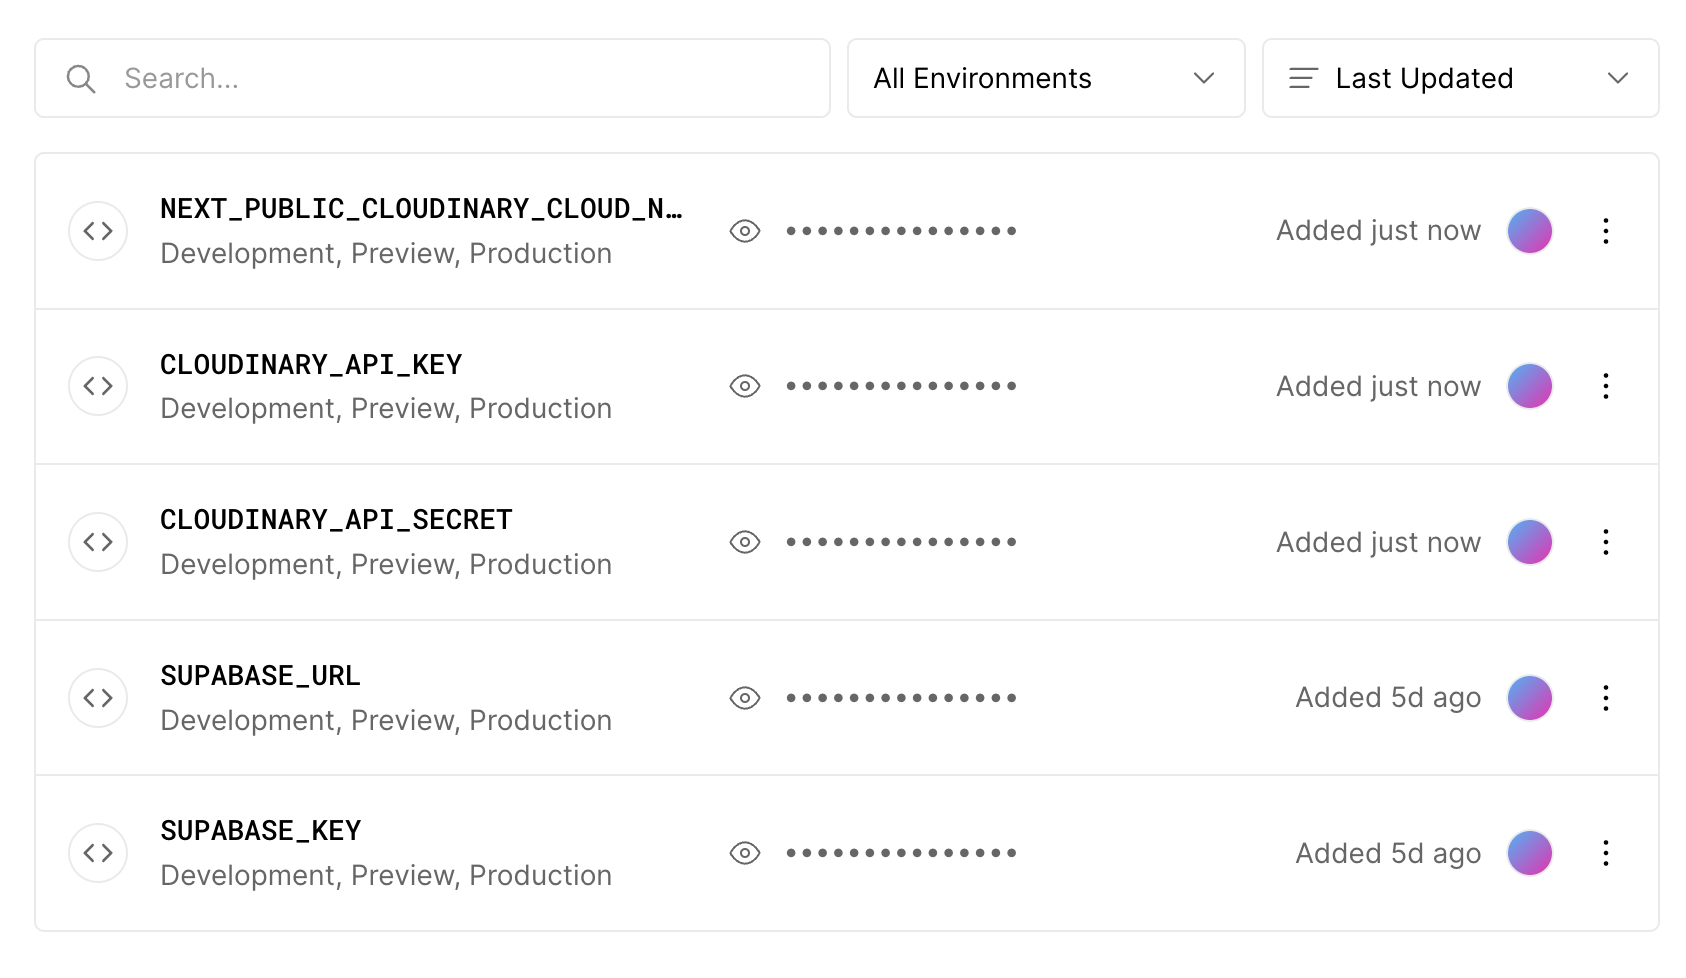 Search...
All Environments
Last Updated
NEXT_PUBLIC_CLOUDINARY_CLOUD_N…
Development, Preview, Production
Added just now
CLOUDINARY_API_KEY
Development, Preview, Production
Added just now
CLOUDINARY_API_SECRET
Development, Preview, Production
Added just now
SUPABASE_URL
Development, Preview, Production
Added 5d ago
SUPABASE_KEY
Development, Preview, Production
Added 5d ago